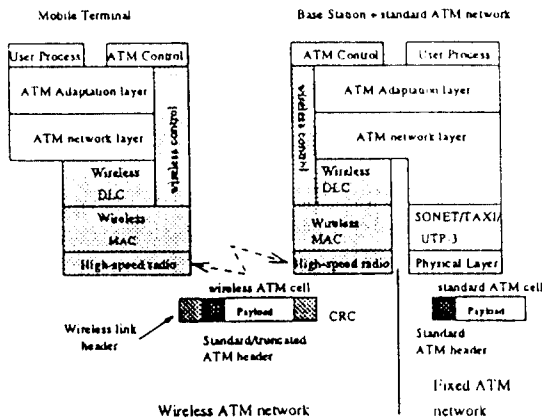 Mobile Terminal
Base Station + standard ATM network
User Process
ATM Control
ATM Control
User Process
ATM Adaptation layer
ATM Adaptation layer
wireless control
wireless control
ATM network layer
ATM network layer
Wireless
DLC
Wireless
DLC
Wireless
MAC
Wireless
MAC
SONET/TAXI/
UTP-3
High-speed radio
High-speed radio
Physical Layer
wireless ATM cell
standard ATM cell
Payload
CRC
Payload
Wireless link
header
Standard/truncated
ATM header
Standard
ATM header
Wireless ATM network
Fixed ATM
network